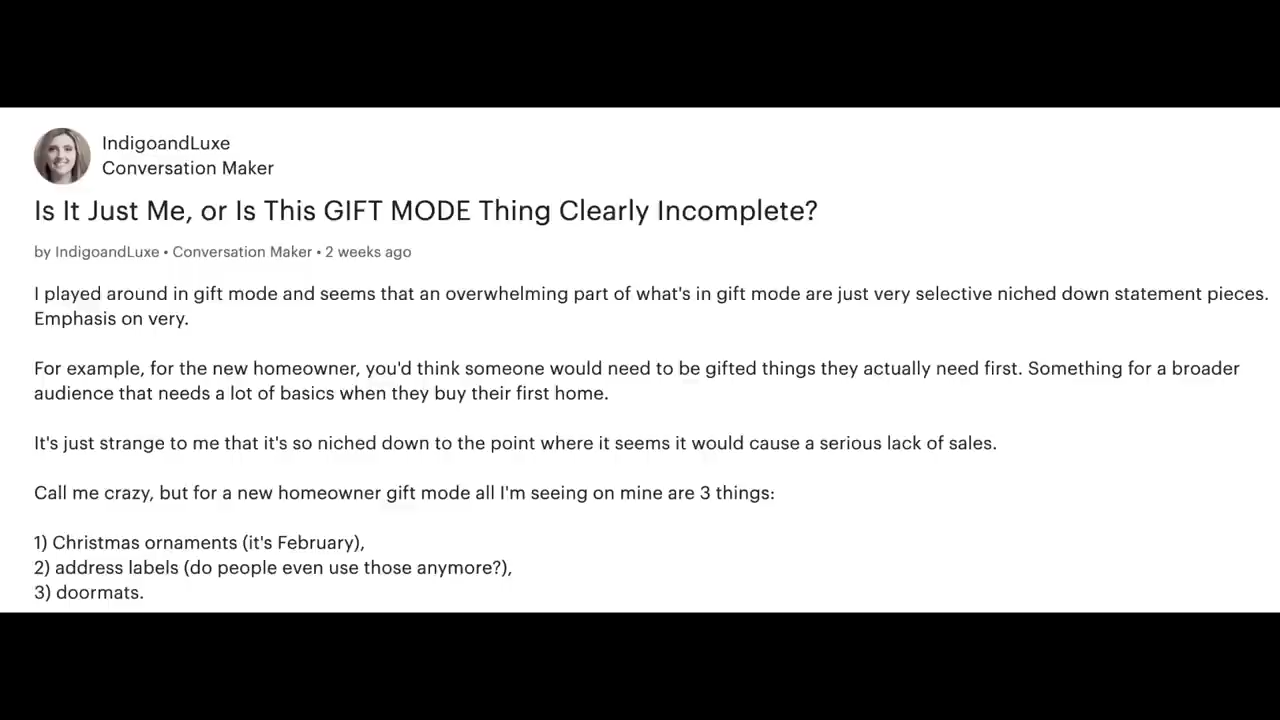 IndigoandLuxe
Conversation Maker
Is It Just Me, or Is This GIFT MODE Thing Clearly Incomplete?
by IndigoandLuxe • Conversation Maker • 2 weeks ago
I played around in gift mode and seems that an overwhelming part of what's in gift mode are just very selective niched down statement pieces.
Emphasis on very.
For example, for the new homeowner, you'd think someone would need to be gifted things they actually need first. Something for a broader
audience that needs a lot of basics when they buy their first home.
It's just strange to me that it's so niched down to the point where it seems it would cause a serious lack of sales.
Call me crazy, but for a new homeowner gift mode all I'm seeing on mine are 3 things:
1) Christmas ornaments (it's February),
2) address labels (do people even use those anymore?),
3) doormats.